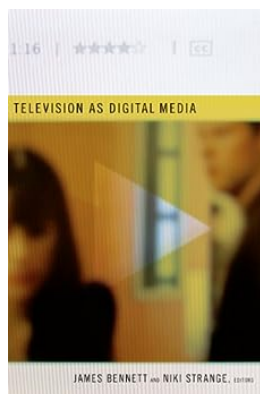 1:16 | ★★★★☆ | CC
TELEVISION AS DIGITAL MEDIA
JAMES BENNETT AND NIKI STRANGE, EDITORS